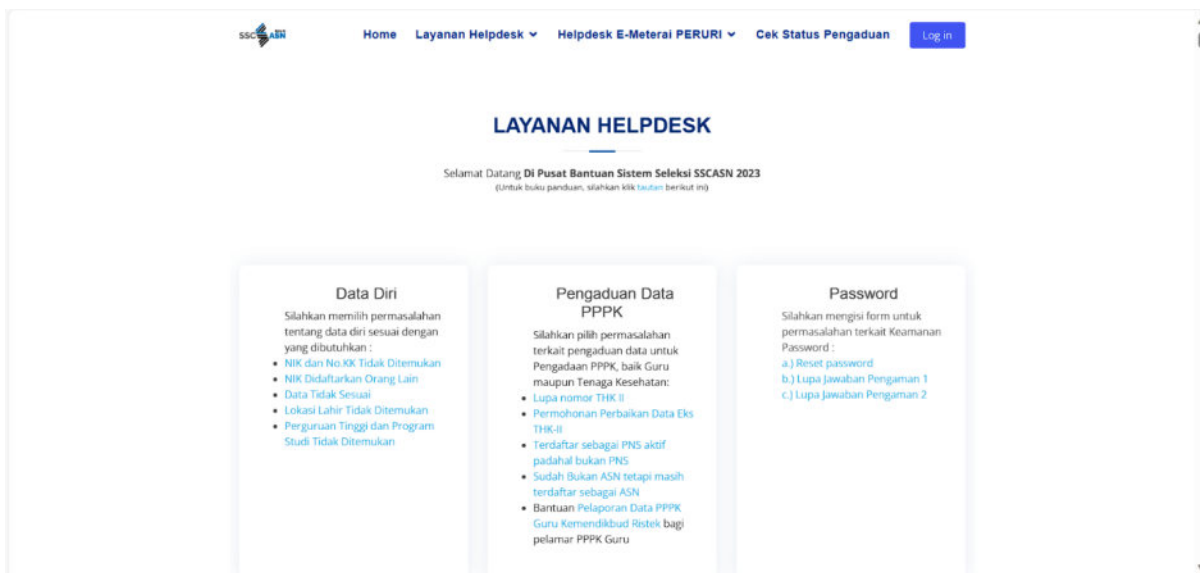 SSCASN
Home Layanan Helpdesk Helpdesk E-Meterai PERURI Cek Status Pengaduan Log in
LAYANAN HELPDESK
Selamat Datang Di Pusat Bantuan Sistem Seleksi SSCASN 2023
(Untuk buku panduan, silahkan klik tautan berikut ini)
Data Diri
Silahkan memilih permasalahan
tentang data diri sesuai dengan
yang dibutuhkan :
• NIK dan No.KK Tidak Ditemukan
• NIK Didaftarkan Orang Lain
• Data Tidak Sesuai
• Lokasi Lahir Tidak Ditemukan
• Perguruan Tinggi dan Program
Studi Tidak Ditemukan
Pengaduan Data
PPPK
Silahkan pilih permasalahan
terkait pengaduan data untuk
Pengadaan PPPK, baik Guru
maupun Tenaga Kesehatan:
• Lupa nomor THK II
• Permohonan Perbaikan Data Eks
THK-II
• Terdaftar sebagai PNS aktif
padahal bukan PNS
• Sudah Bukan ASN tetapi masih
terdaftar sebagai ASN
• Bantuan Pelaporan Data PPPK
Guru Kemendikbud Ristek bagi
pelamar PPPK Guru
Password
Silahkan mengisi form untuk
permasalahan terkait Keamanan
Password :
a.) Reset password
b.) Lupa Jawaban Pengaman 1
c.) Lupa Jawaban Pengaman 2